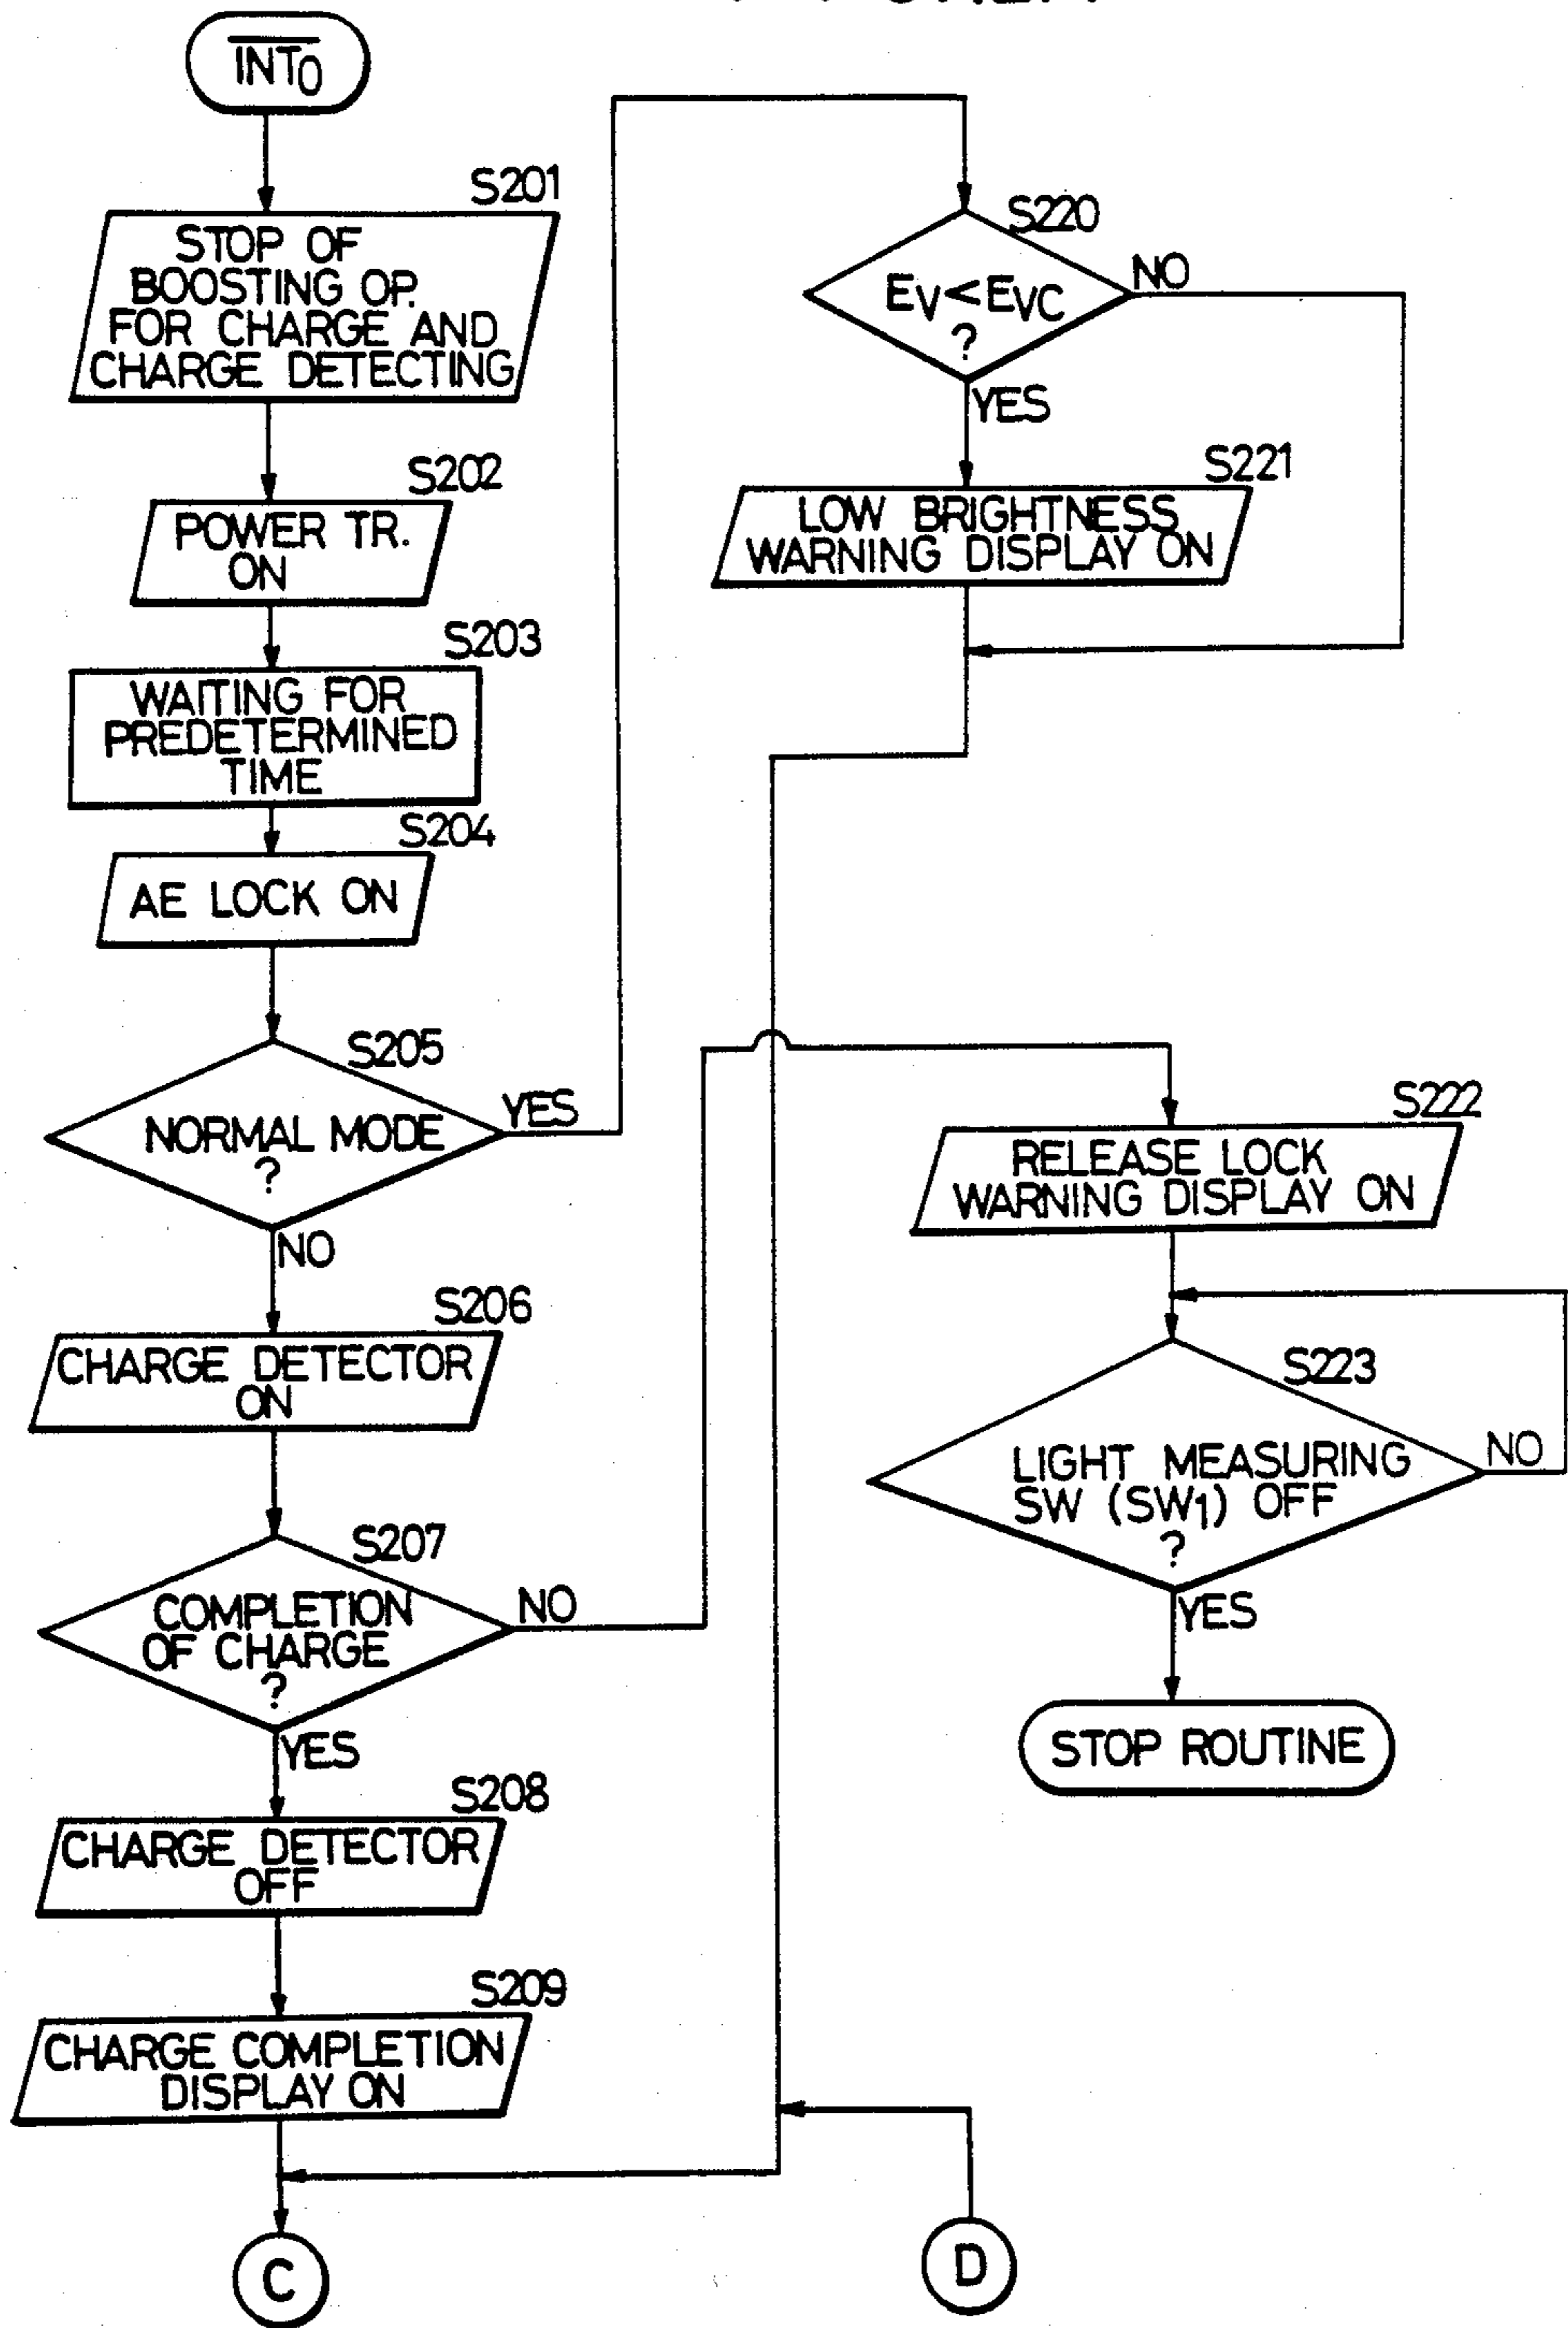 INT0
S201
STOP OF
BOOSTING OP.
FOR CHARGE AND
CHARGE DETECTING
S202
POWER TR.
ON
S203
WAITING FOR
PREDETERMINED
TIME
S204
AE LOCK ON
S205
NORMAL MODE
?
YES
NO
S206
CHARGE DETECTOR
ON
S207
COMPLETION
OF CHARGE
?
NO
YES
S208
CHARGE DETECTOR
OFF
S209
CHARGE COMPLETION
DISPLAY ON
C
S220
EV<EVC
?
NO
YES
S221
LOW BRIGHTNESS
WARNING DISPLAY ON
S222
RELEASE LOCK
WARNING DISPLAY ON
S223
LIGHT MEASURING
SW (SW1) OFF
?
NO
YES
STOP ROUTINE
D